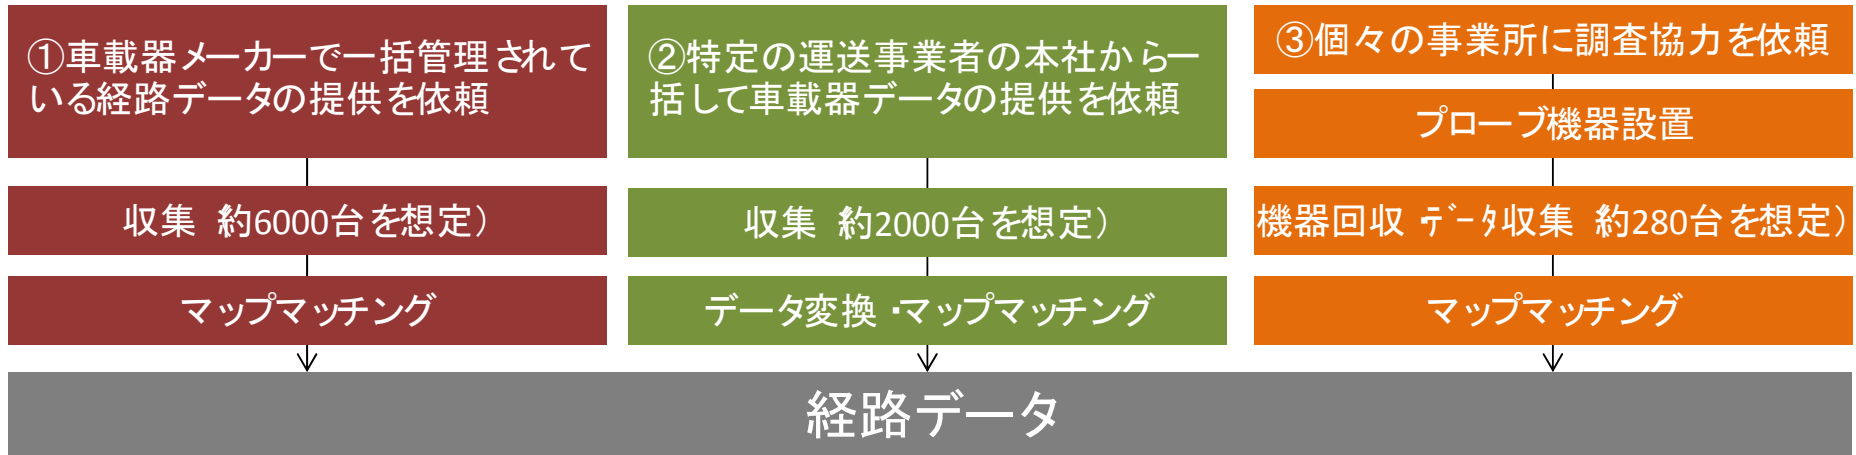 ①車載器メーカーで一括管理されて
いる経路データの提供を依頼
収集 約6000台を想定）
マップマッチング
②特定の運送事業者の本社から一
括して車載器データの提供を依頼
収集 約2000台を想定）
データ変換・マップマッチング
③個々の事業所に調査協力を依頼
プローブ機器設置
機器回収・データ収集 約280台を想定）
マップマッチング
経路データ